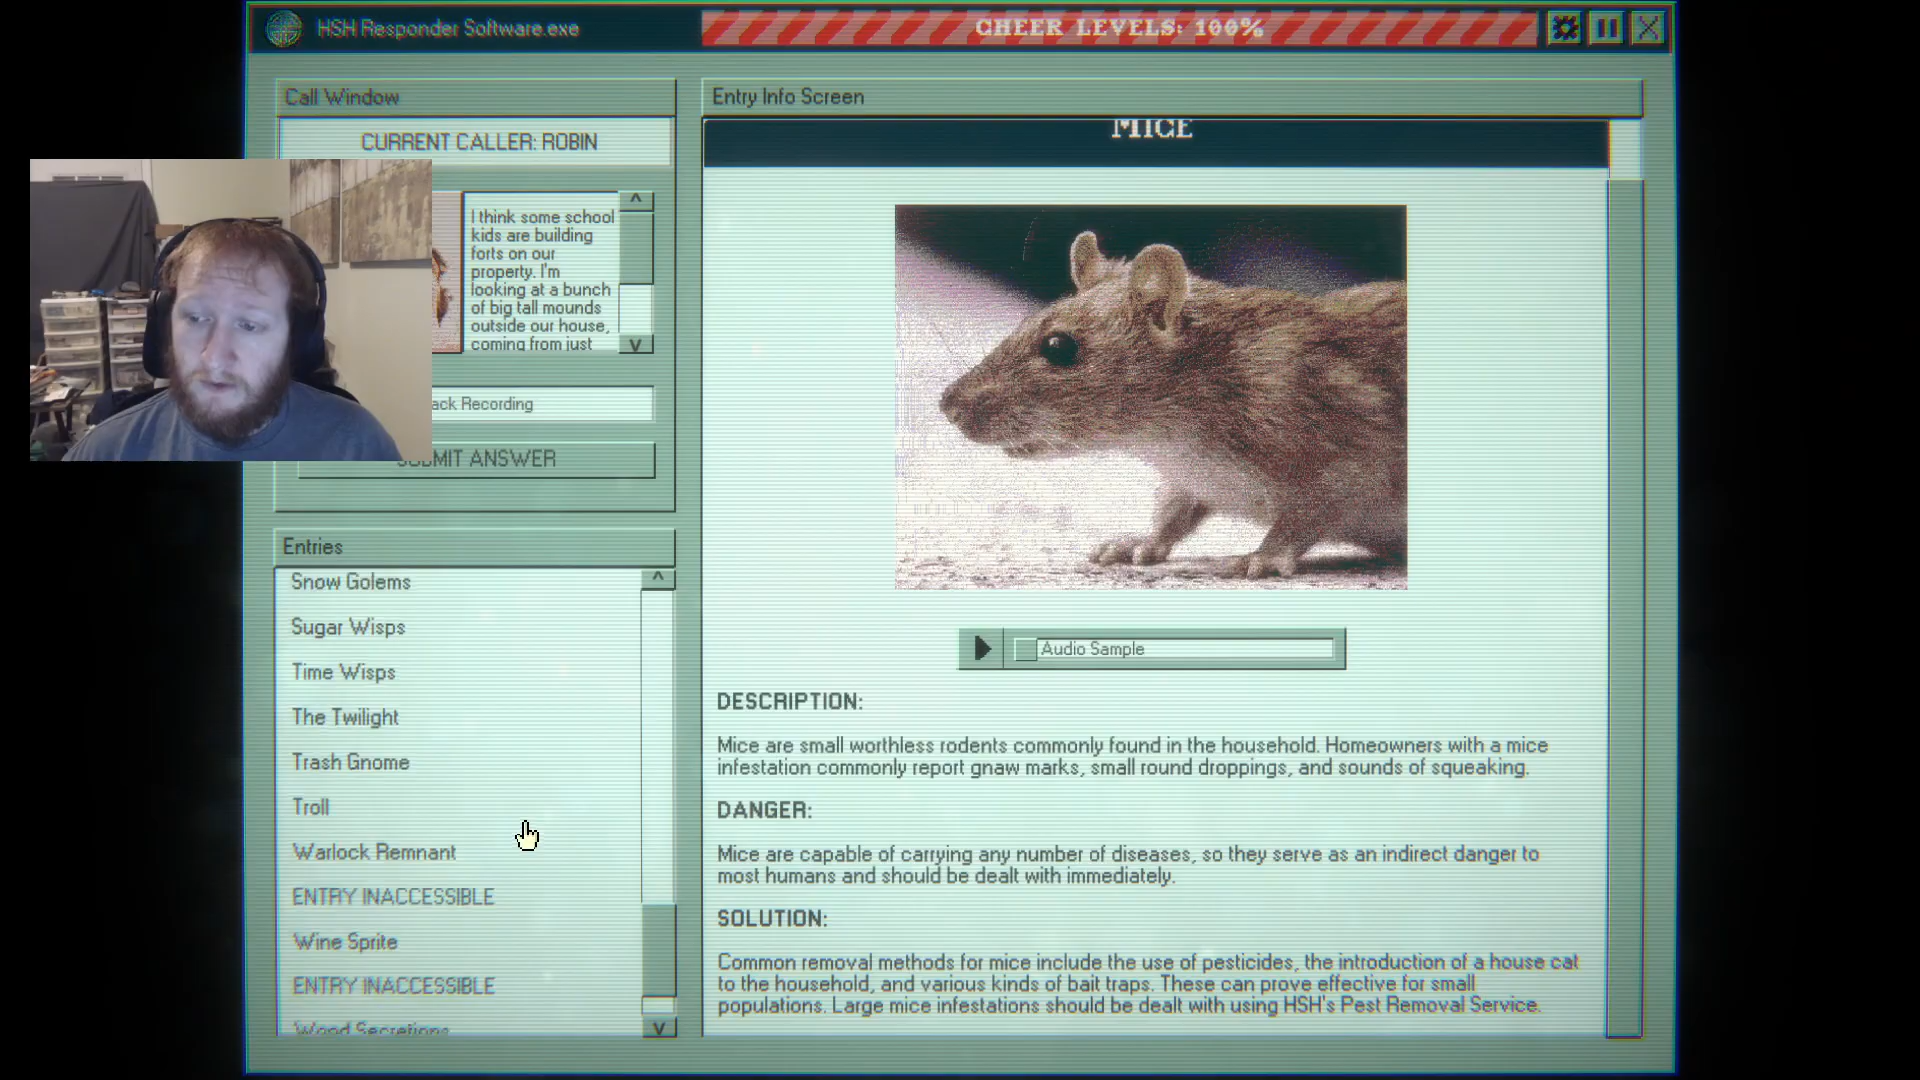 HSH Responder Software.exe
CHEER LEVELS: 100%
Call Window
CURRENT CALLER: ROBIN
I think some school
kids are building
forts on our
property. I'm
looking at a bunch
of big tall mounds
outside our house,
coming from just
ack Recording
SUBMIT ANSWER
Entries
Snow Golems
Sugar Wisps
Time Wisps
The Twilight
Trash Gnome
Troll
Warlock Remnant
ENTRY INACCESSIBLE
Wine Sprite
ENTRY INACCESSIBLE
Wood Secretions
Entry Info Screen
MICE
Audio Sample
DESCRIPTION:
Mice are small worthless rodents commonly found in the household. Homeowners with a mice
infestation commonly report gnaw marks, small round droppings, and sounds of squeaking.
DANGER:
Mice are capable of carrying any number of diseases, so they serve as an indirect danger to
most humans and should be dealt with immediately.
SOLUTION:
Common removal methods for mice include the use of pesticides, the introduction of a house cat
to the household, and various kinds of bait traps. These can prove effective for small
populations. Large mice infestations should be dealt with using HSH's Pest Removal Service.